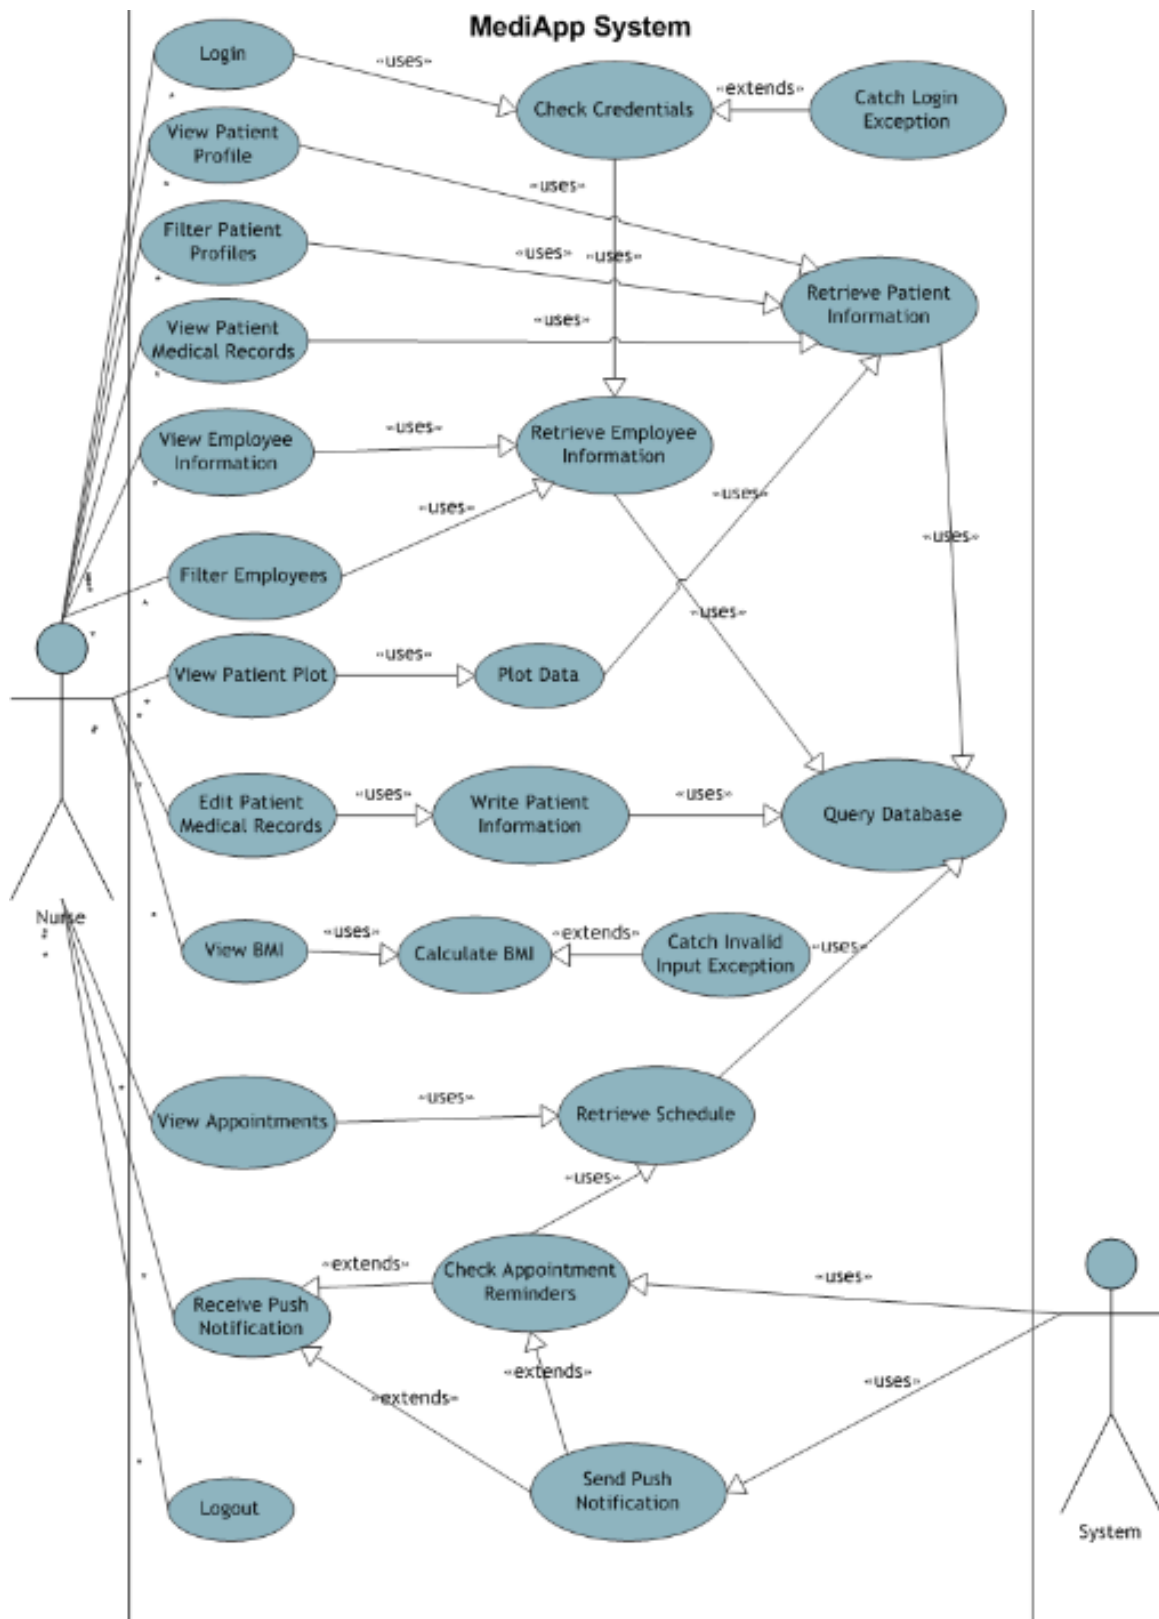 MediApp System
Login
«uses»
Check Credentials
«extends»
Catch Login
Exception
View Patient
Profile
«uses»
Filter Patient
Profiles
«uses»
«uses»
Retrieve Patient
Information
View Patient
Medical Records
«uses»
View Employee
Information
«uses»
Retrieve Employee
Information
«uses»
«uses»
«uses»
Filter Employees
«uses»
View Patient Plot
«uses»
Plot Data
Edit Patient
Medical Records
«uses»
Write Patient
Information
«uses»
Query Database
Nurse
View BMI
«uses»
Calculate BMI
«extends»
Catch Invalid
Input Exception
«uses»
View Appointments
«uses»
Retrieve Schedule
«uses»
«extends»
Check Appointment
Reminders
«uses»
Receive Push
Notification
«extends»
«extends»
«uses»
Send Push
Notification
Logout
System